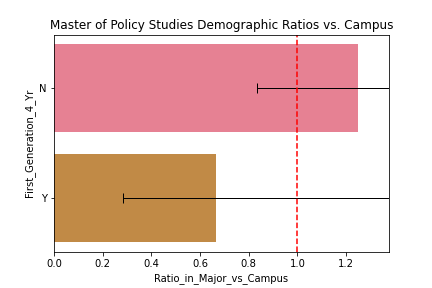 Master of Policy Studies Demographic Ratios vs. Campus
First_Generation_4_Yr
N
Y
0.0 0.2 0.4 0.6 0.8 1.0 1.2
Ratio_in_Major_vs_Campus